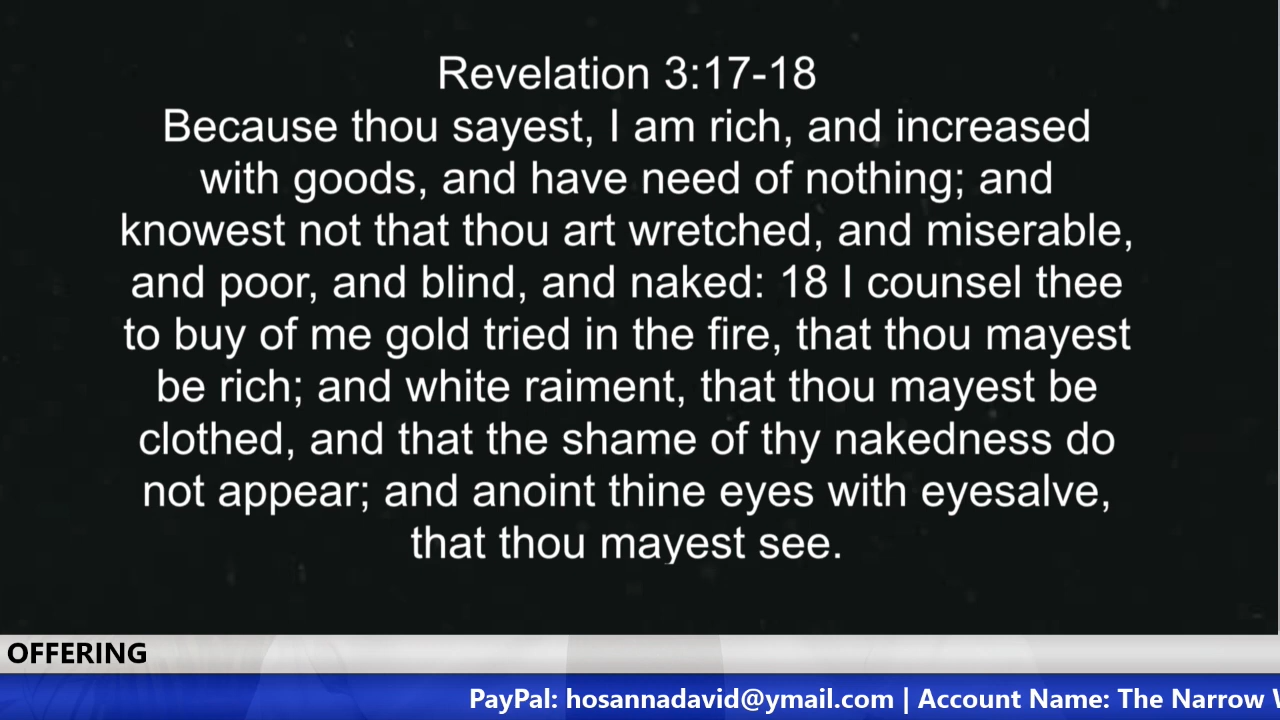 Revelation 3:17-18
Because thou sayest, I am rich, and increased
with goods, and have need of nothing; and
knowest not that thou art wretched, and miserable,
and poor, and blind, and naked: 18 I counsel thee
to buy of me gold tried in the fire, that thou mayest
be rich; and white raiment, that thou mayest be
clothed, and that the shame of thy nakedness do
not appear; and anoint thine eyes with eyesalve,
that thou mayest see.
OFFERING
PayPal: hosannadavid@ymail.com | Account Name: The Narrow